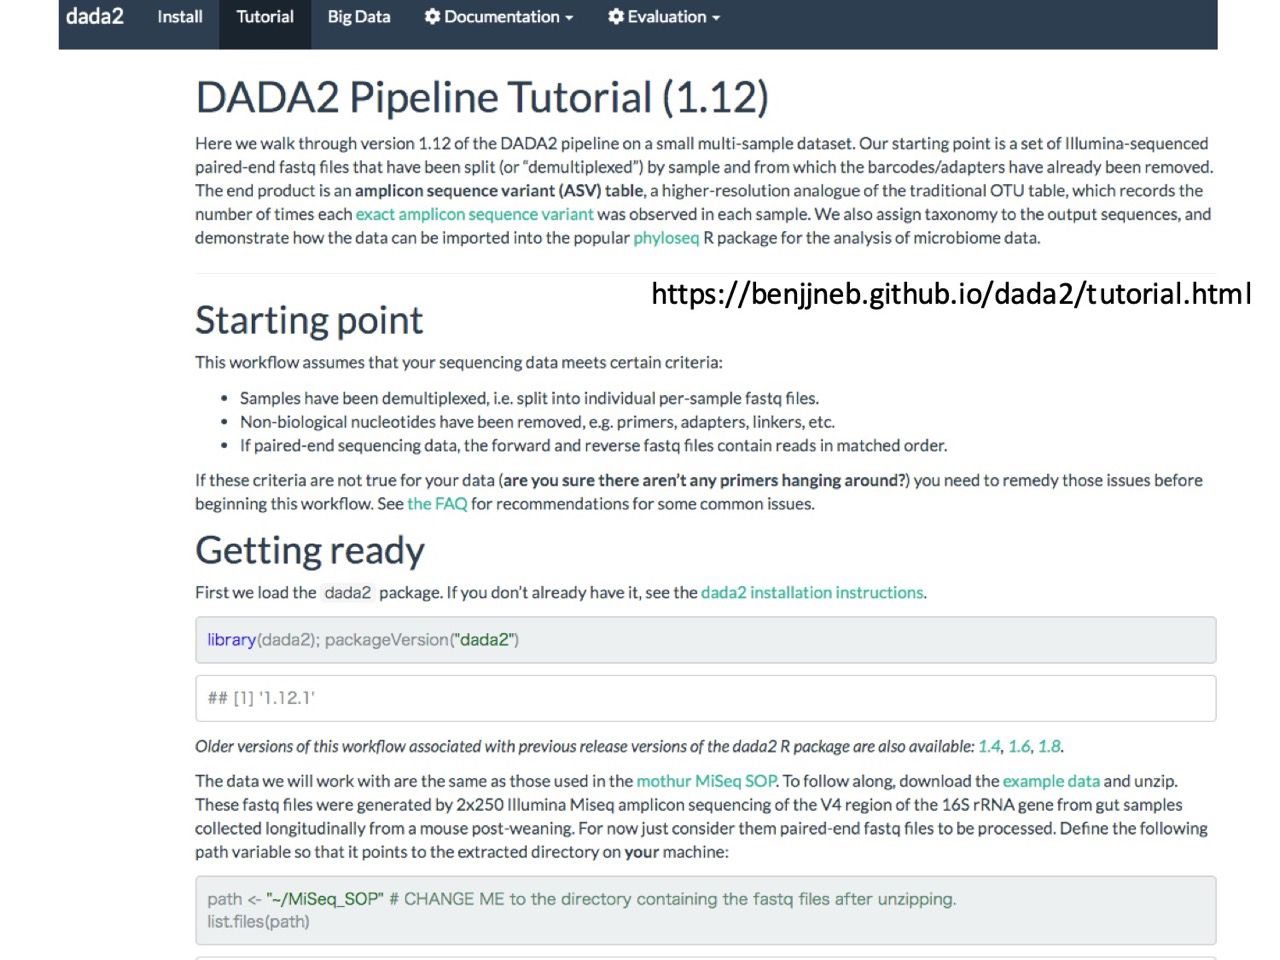 dada2 Install Tutorial Big Data Documentation Evaluation
DADA2 Pipeline Tutorial (1.12)
Here we walk through version 1.12 of the DADA2 pipeline on a small multi-sample dataset. Our starting point is a set of Illumina-sequenced
paired-end fastq files that have been split (or “demultiplexed”) by sample and from which the barcodes/adapters have already been removed.
The end product is an amplicon sequence variant (ASV) table, a higher-resolution analogue of the traditional OTU table, which records the
number of times each exact amplicon sequence variant was observed in each sample. We also assign taxonomy to the output sequences, and
demonstrate how the data can be imported into the popular phyloseq R package for the analysis of microbiome data.
https://benjjneb.github.io/dada2/tutorial.html
Starting point
This workflow assumes that your sequencing data meets certain criteria:
• Samples have been demultiplexed, i.e. split into individual per-sample fastq files.
• Non-biological nucleotides have been removed, e.g. primers, adapters, linkers, etc.
• If paired-end sequencing data, the forward and reverse fastq files contain reads in matched order.
If these criteria are not true for your data (are you sure there aren’t any primers hanging around?) you need to remedy those issues before
beginning this workflow. See the FAQ for recommendations for some common issues.
Getting ready
First we load the dada2 package. If you don’t already have it, see the dada2 installation instructions.
library(dada2); packageVersion("dada2")
## [1] '1.12.1'
Older versions of this workflow associated with previous release versions of the dada2 R package are also available: 1.4, 1.6, 1.8.
The data we will work with are the same as those used in the mothur MiSeq SOP. To follow along, download the example data and unzip.
These fastq files were generated by 2x250 Illumina Miseq amplicon sequencing of the V4 region of the 16S rRNA gene from gut samples
collected longitudinally from a mouse post-weaning. For now just consider them paired-end fastq files to be processed. Define the following
path variable so that it points to the extracted directory on your machine:
path <- "~/MiSeq_SOP" # CHANGE ME to the directory containing the fastq files after unzipping.
list.files(path)